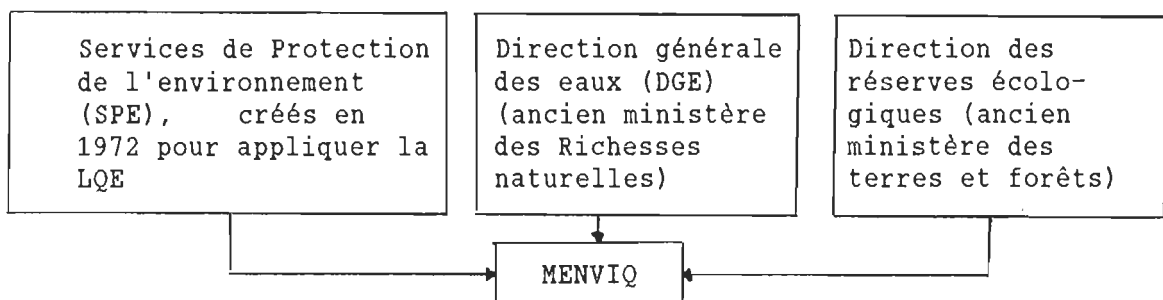 Services de Protection
de l'environnement
(SPE), créés en
1972 pour appliquer la
LQE
Direction générale
des eaux (DGE)
(ancien ministère
des Richesses
naturelles)
Direction des
réserves écolo-
giques (ancien
ministère des
terres et forêts)
MENVIQ